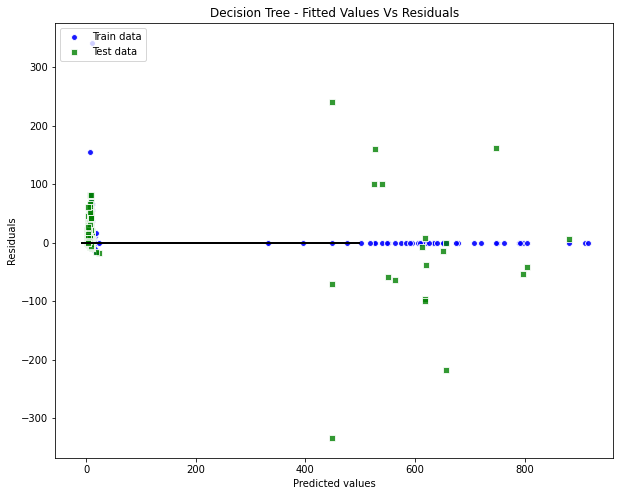 Decision Tree - Fitted Values Vs Residuals
Train data
Test data
300
200
100
0
−100
−200
−300
Residuals
0 200 400 600 800
Predicted values